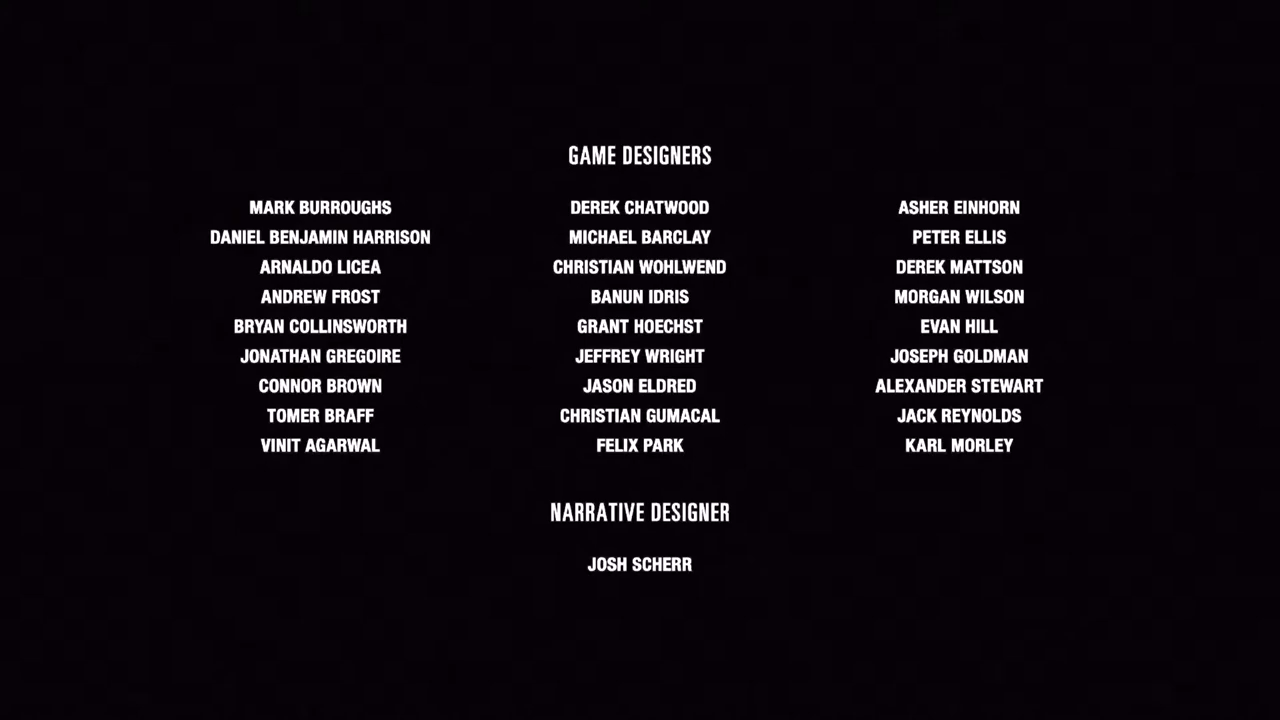 GAME DESIGNERS
MARK BURROUGHS DEREK CHATWOOD ASHER EINHORN
DANIEL BENJAMIN HARRISON MICHAEL BARCLAY PETER ELLIS
ARNALDO LICEA CHRISTIAN WOHLWEND DEREK MATTSON
ANDREW FROST BANUN IDRIS MORGAN WILSON
BRYAN COLLINSWORTH GRANT HOECHST EVAN HILL
JONATHAN GREGOIRE JEFFREY WRIGHT JOSEPH GOLDMAN
CONNOR BROWN JASON ELDRED ALEXANDER STEWART
TOMER BRAFF CHRISTIAN GUMACAL JACK REYNOLDS
VINIT AGARWAL FELIX PARK KARL MORLEY
NARRATIVE DESIGNER
JOSH SCHERR